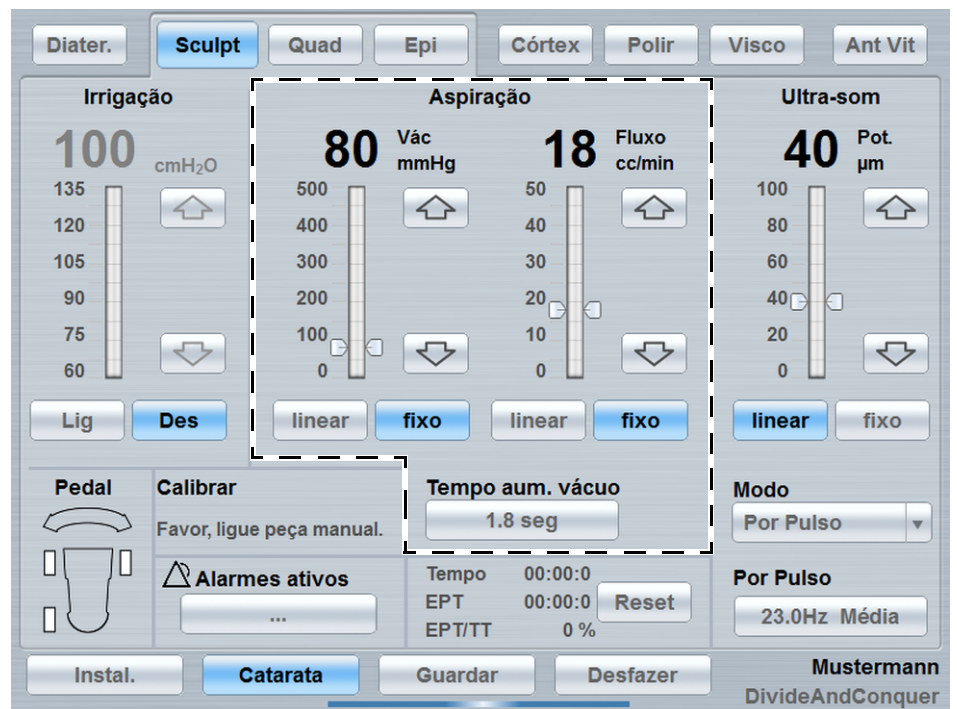 Diater.
Sculpt
Quad
Epi
Córtex
Polir
Visco
Ant Vit
Irrigação
100 cmH₂O
135
120
105
90
75
60
Lig
Des
Aspiração
80 Vác mmHg
500
400
300
200
100
0
linear
fixo
18 Fluxo cc/min
50
40
30
20
10
0
linear
fixo
Tempo aum. vácuo
1.8 seg
Ultra-som
40 Pot. µm
100
80
60
40
20
0
linear
fixo
Pedal
Calibrar
Favor, ligue peça manual.
Alarmes ativos
...
Tempo 00:00:0
EPT 00:00:0
EPT/TT 0 %
Reset
Modo
Por Pulso
Por Pulso
23.0Hz Média
Instal.
Catarata
Guardar
Desfazer
Mustermann
DivideAndConquer